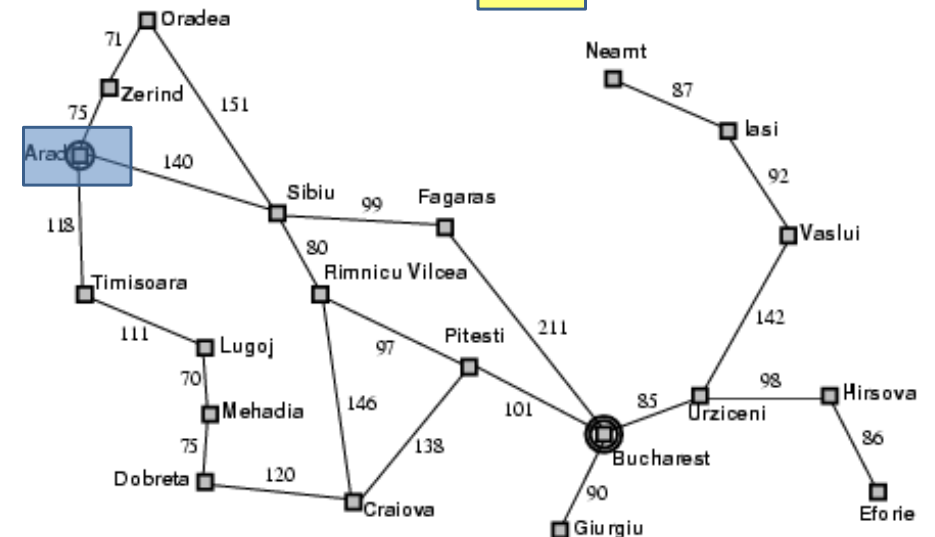 Oradea
71
Neamt
87
Zerind
151
75
Iasi
Arad
140
92
Sibiu
99
Fagaras
118
80
Vaslui
Timisoara
Rimnicu Vilcea
111
Lugoj
97
Pitesti
211
142
70
Mehadia
146
101
85
98
Hirsova
Urziceni
138
86
75
Bucharest
Dobreta
120
90
Craiova
Eforie
Giurgiu